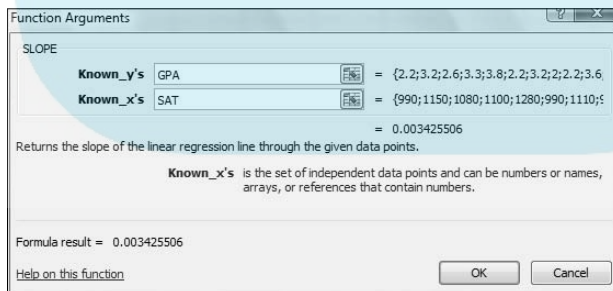 Function Arguments
SLOPE
Known_y's GPA = {2.2;3.2;2.6;3.3;3.8;2.2;3.2;2;2.2;3.6;
Known_x's SAT = {990;1150;1080;1100;1280;990;1110;9
= 0.003425506
Returns the slope of the linear regression line through the given data points.
Known_x's is the set of independent data points and can be numbers or names,
arrays, or references that contain numbers.
Formula result = 0.003425506
Help on this function
OK Cancel